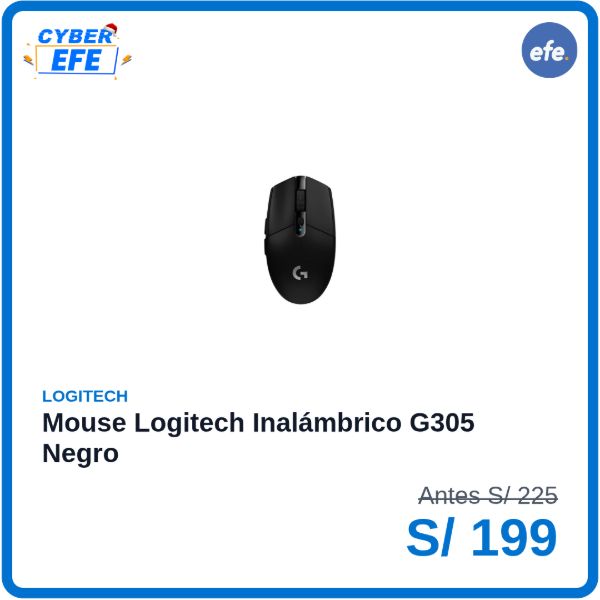 CYBER
EFE
efe.
G
LOGITECH
Mouse Logitech Inalámbrico G305
Negro
Antes S/ 225
S/ 199